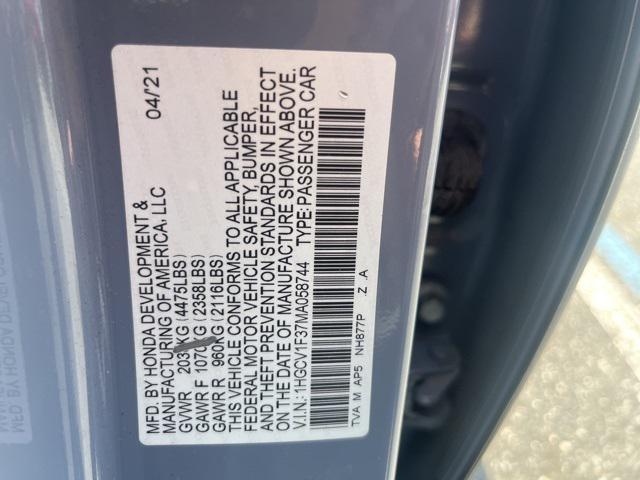 MFD. BY HONDA DEVELOPMENT & 04/21
MANUFACTURING OF AMERICA, LLC
GVWR 2030KG (4475LBS)
GAWR F 1070KG (2358LBS)
GAWR R 960KG (2116LBS)
THIS VEHICLE CONFORMS TO ALL APPLICABLE
FEDERAL MOTOR VEHICLE SAFETY, BUMPER,
AND THEFT PREVENTION STANDARDS IN EFFECT
ON THE DATE OF MANUFACTURE SHOWN ABOVE.
V.I.N.: 1HGCV1F37MA058744 TYPE: PASSENGER CAR
TVA M AP5 NH877P .Z .A